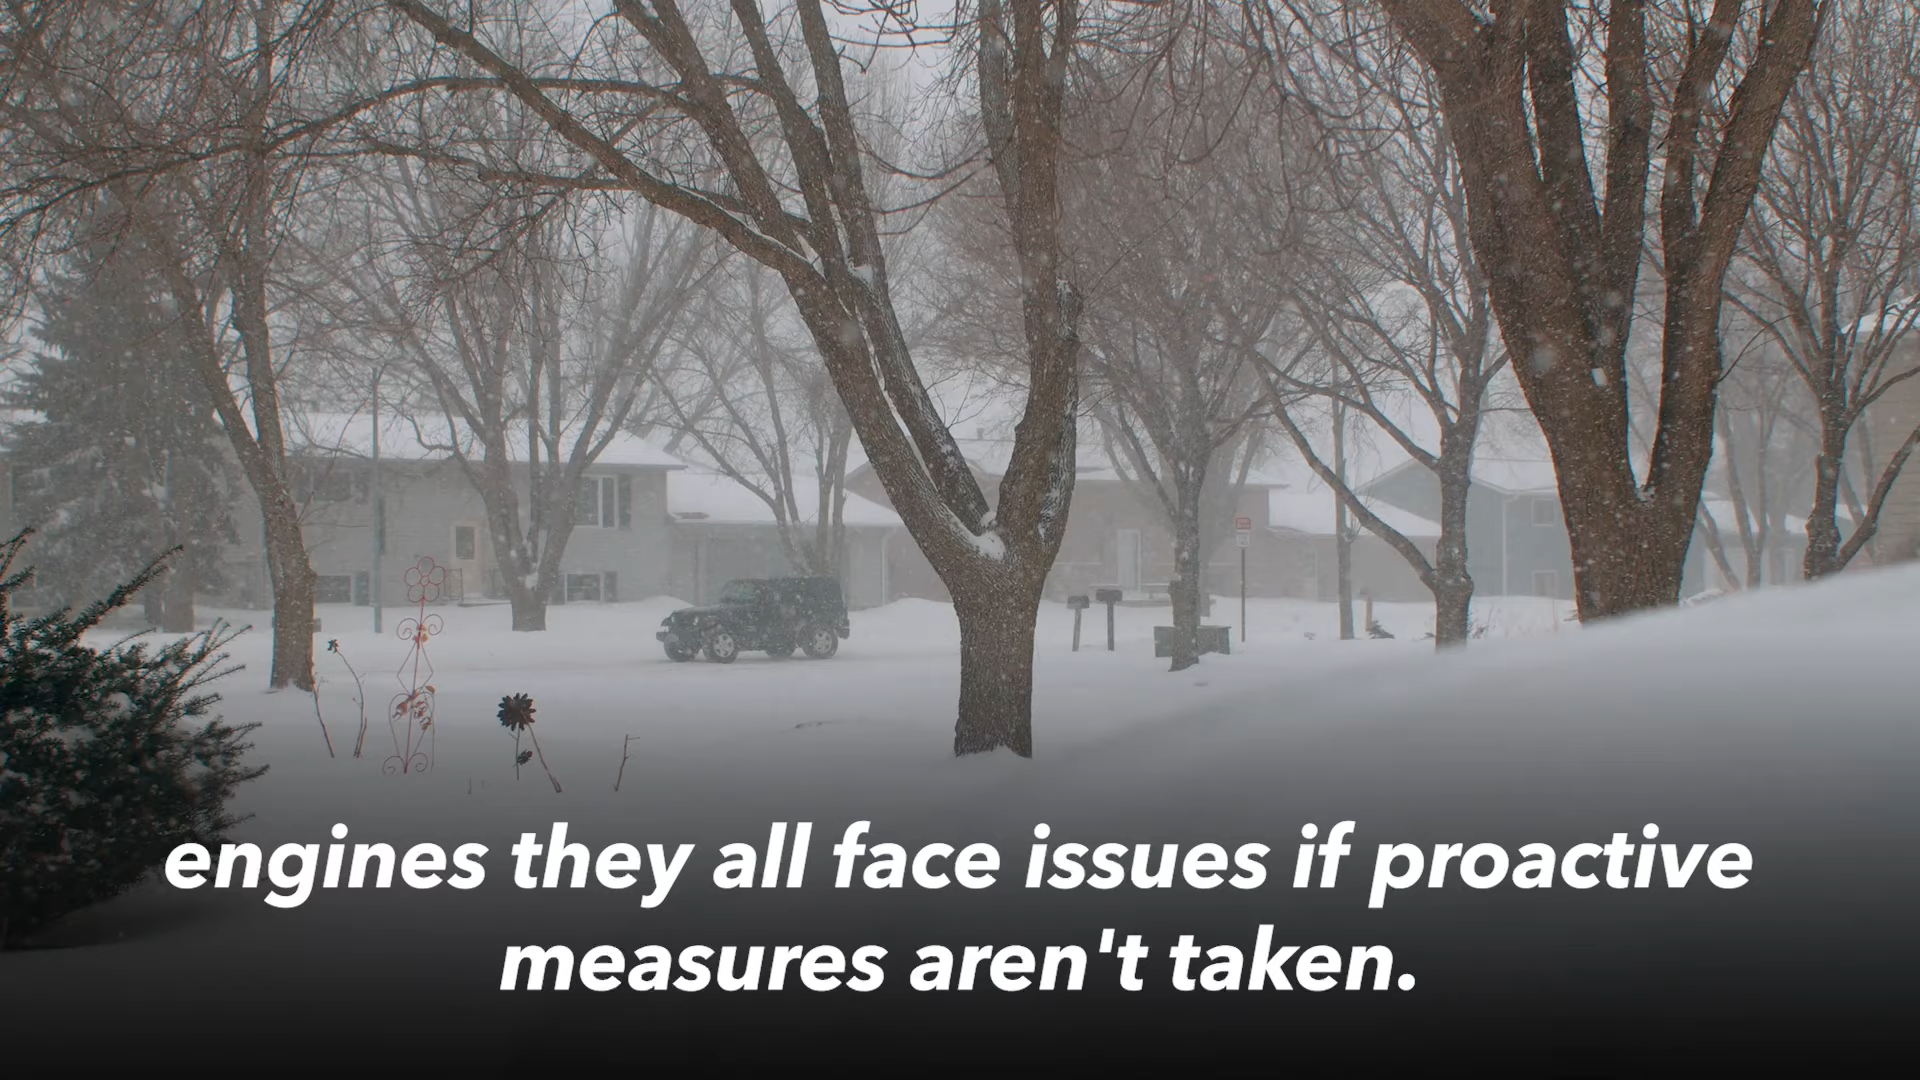 engines they all face issues if proactive
measures aren't taken.